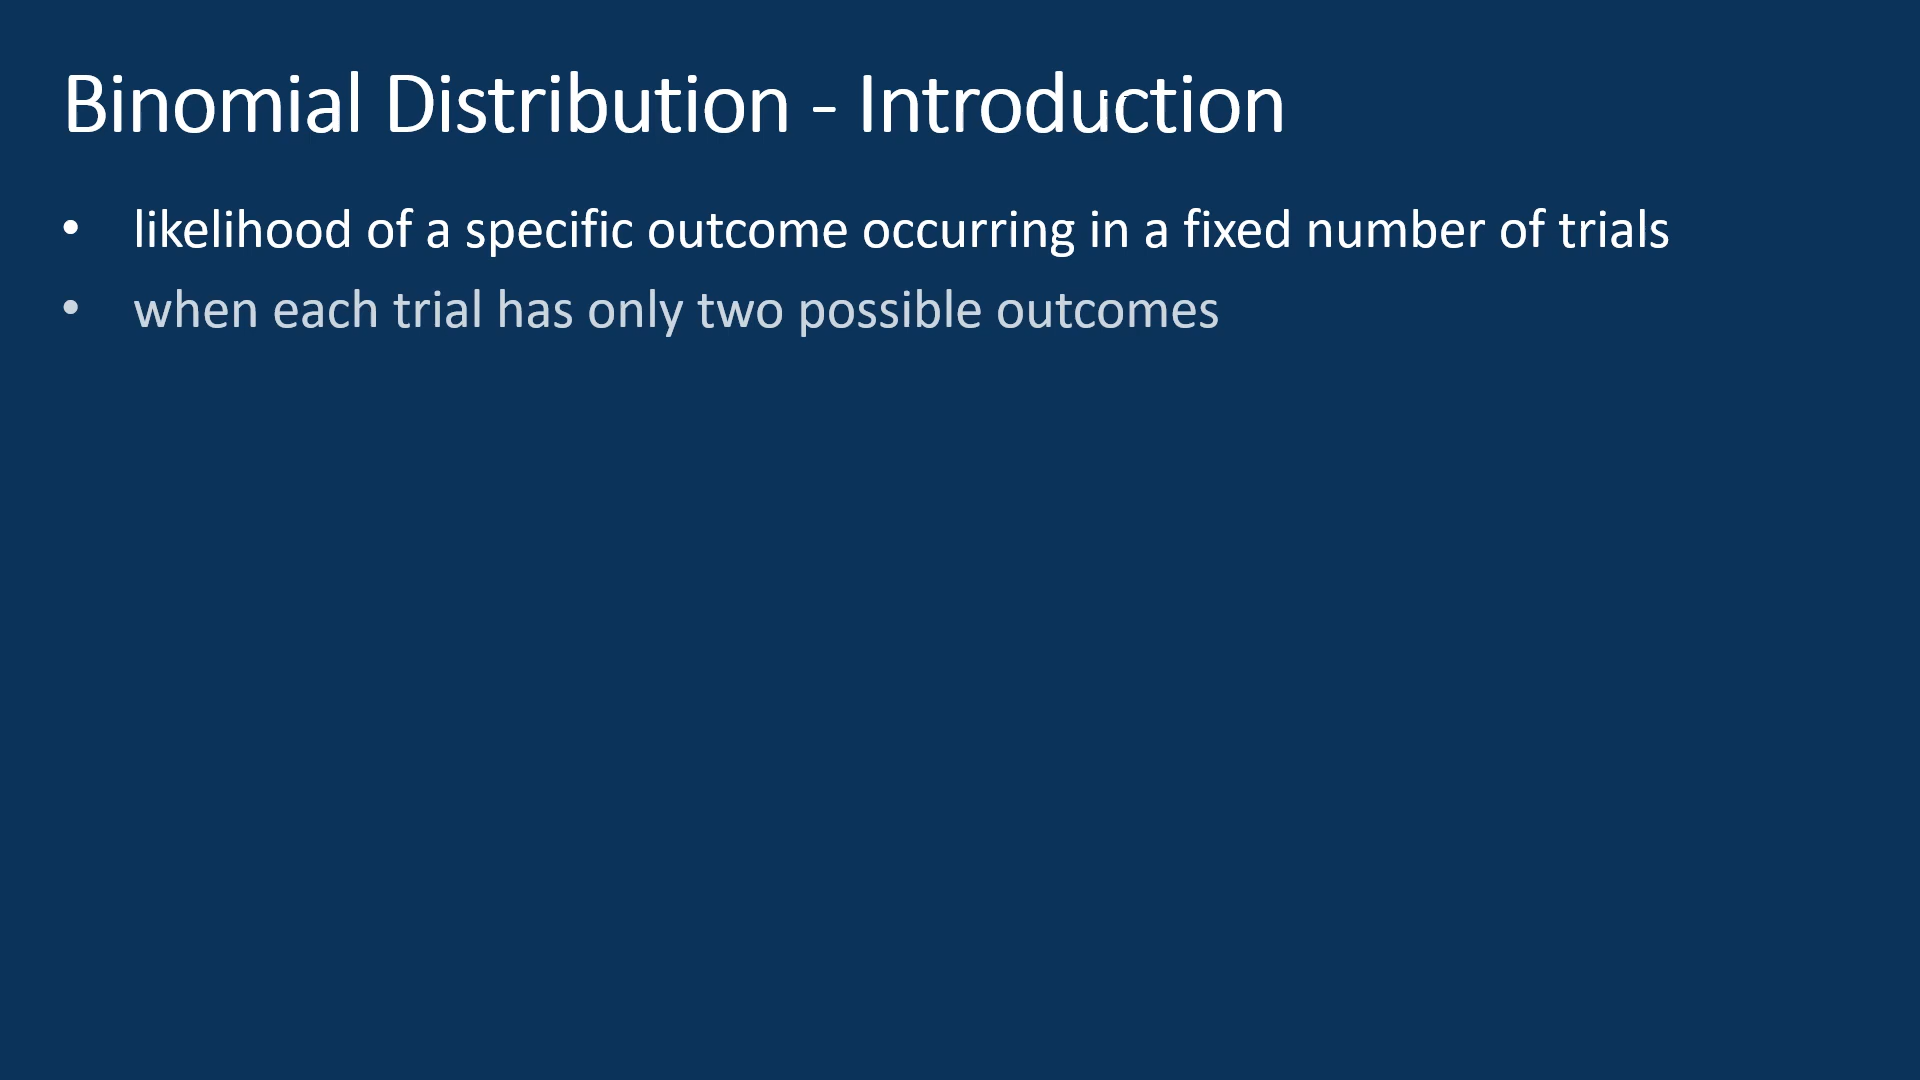 Binomial Distribution - Introduction
• likelihood of a specific outcome occurring in a fixed number of trials
• when each trial has only two possible outcomes